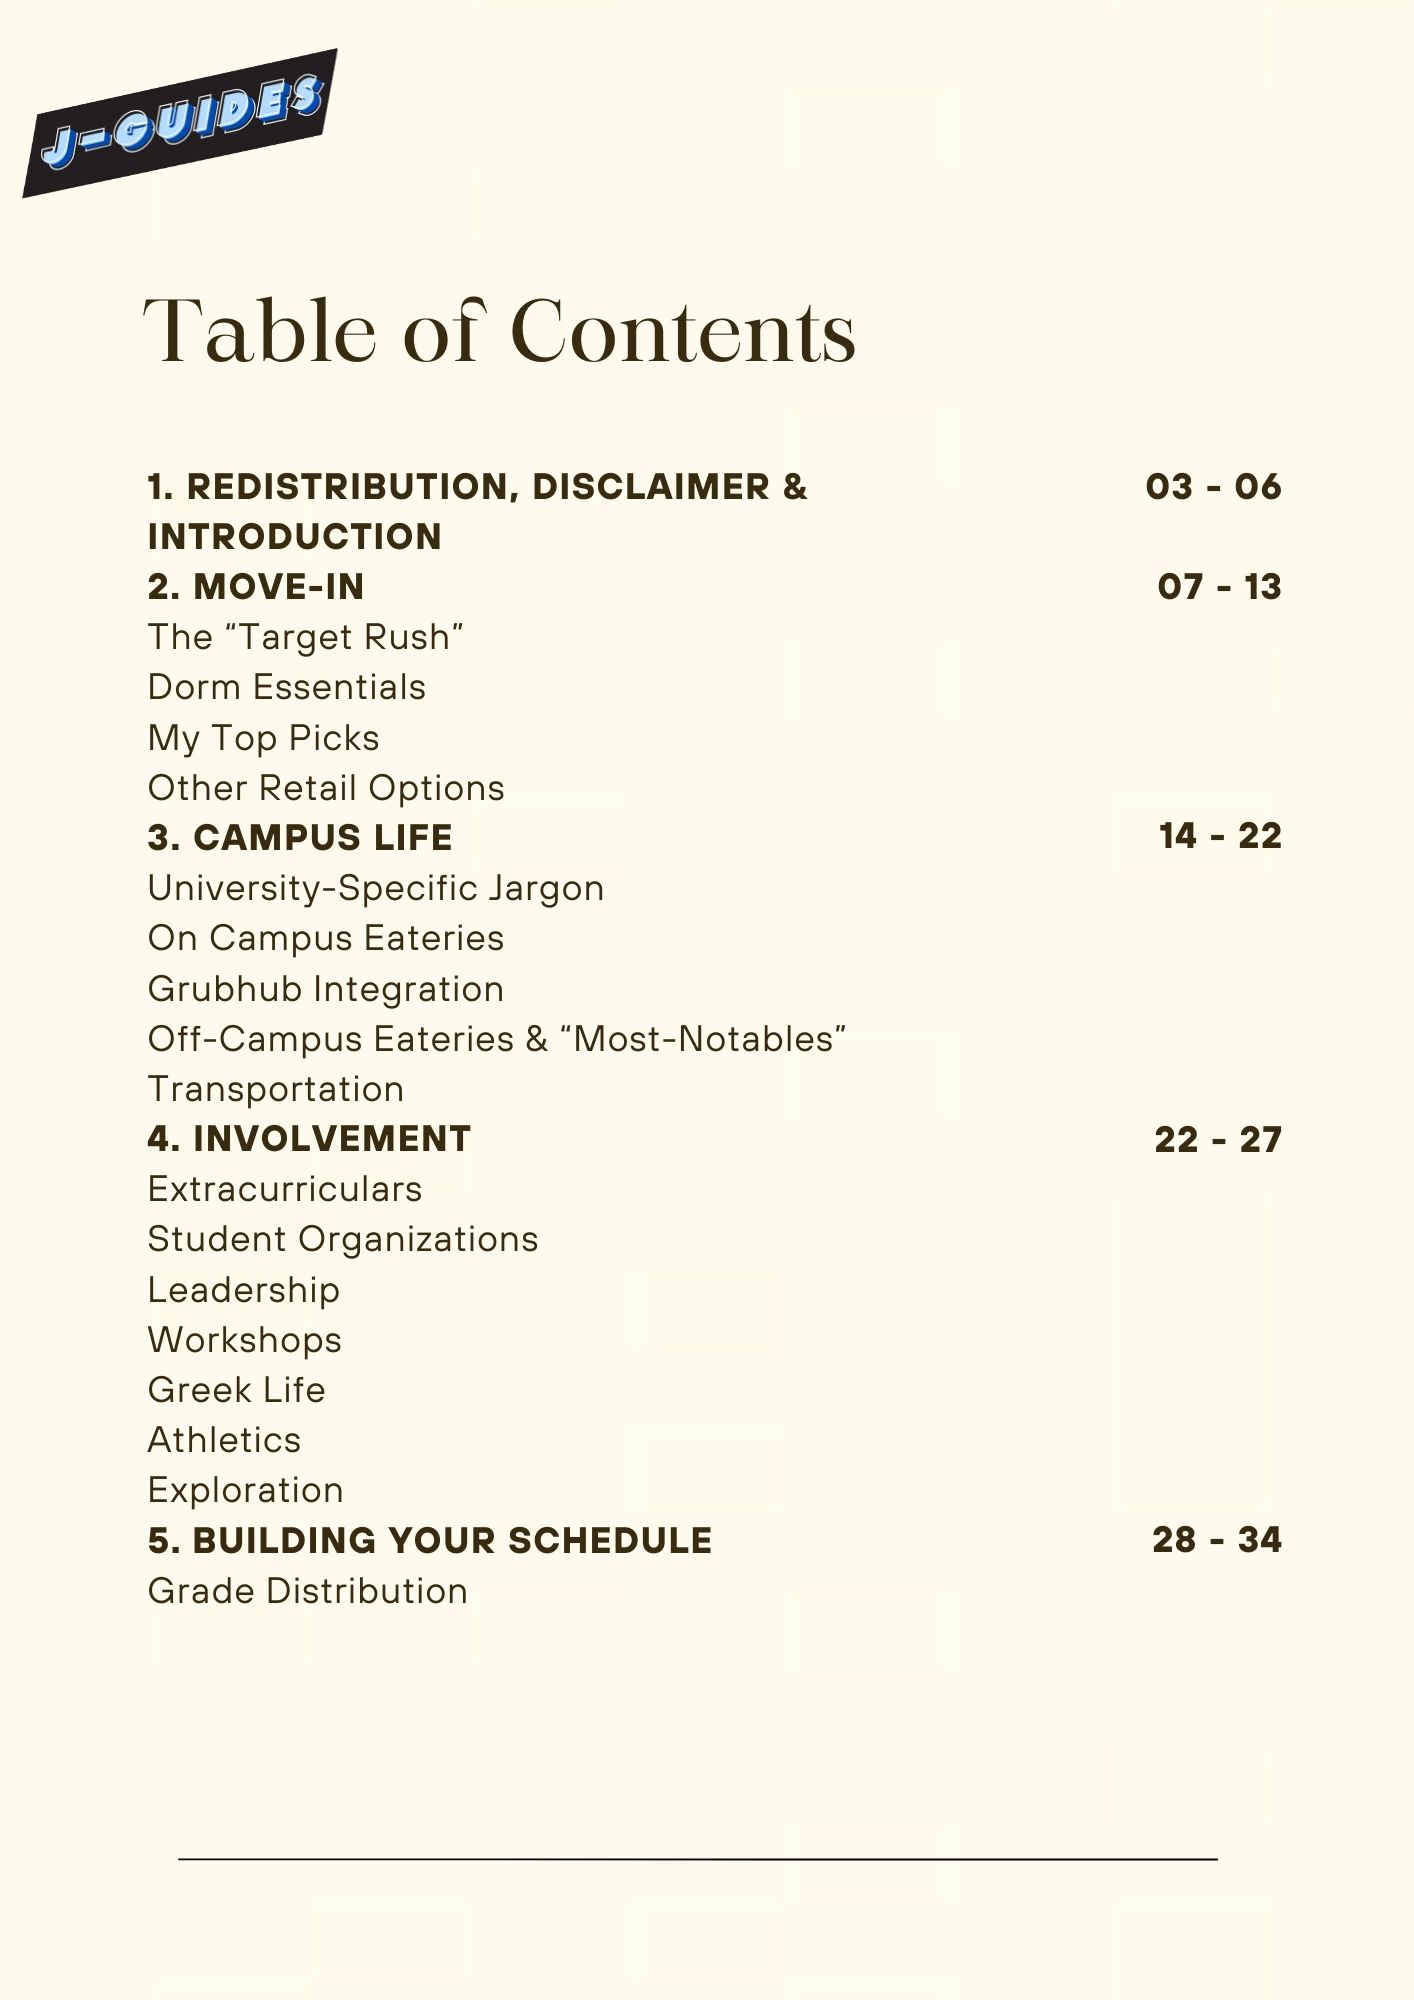 J-GUIDES
Table of Contents
1. REDISTRIBUTION, DISCLAIMER & 03 - 06
INTRODUCTION
2. MOVE-IN 07 - 13
The “Target Rush”
Dorm Essentials
My Top Picks
Other Retail Options
3. CAMPUS LIFE 14 - 22
University-Specific Jargon
On Campus Eateries
Grubhub Integration
Off-Campus Eateries & “Most-Notables”
Transportation
4. INVOLVEMENT 22 - 27
Extracurriculars
Student Organizations
Leadership
Workshops
Greek Life
Athletics
Exploration
5. BUILDING YOUR SCHEDULE 28 - 34
Grade Distribution